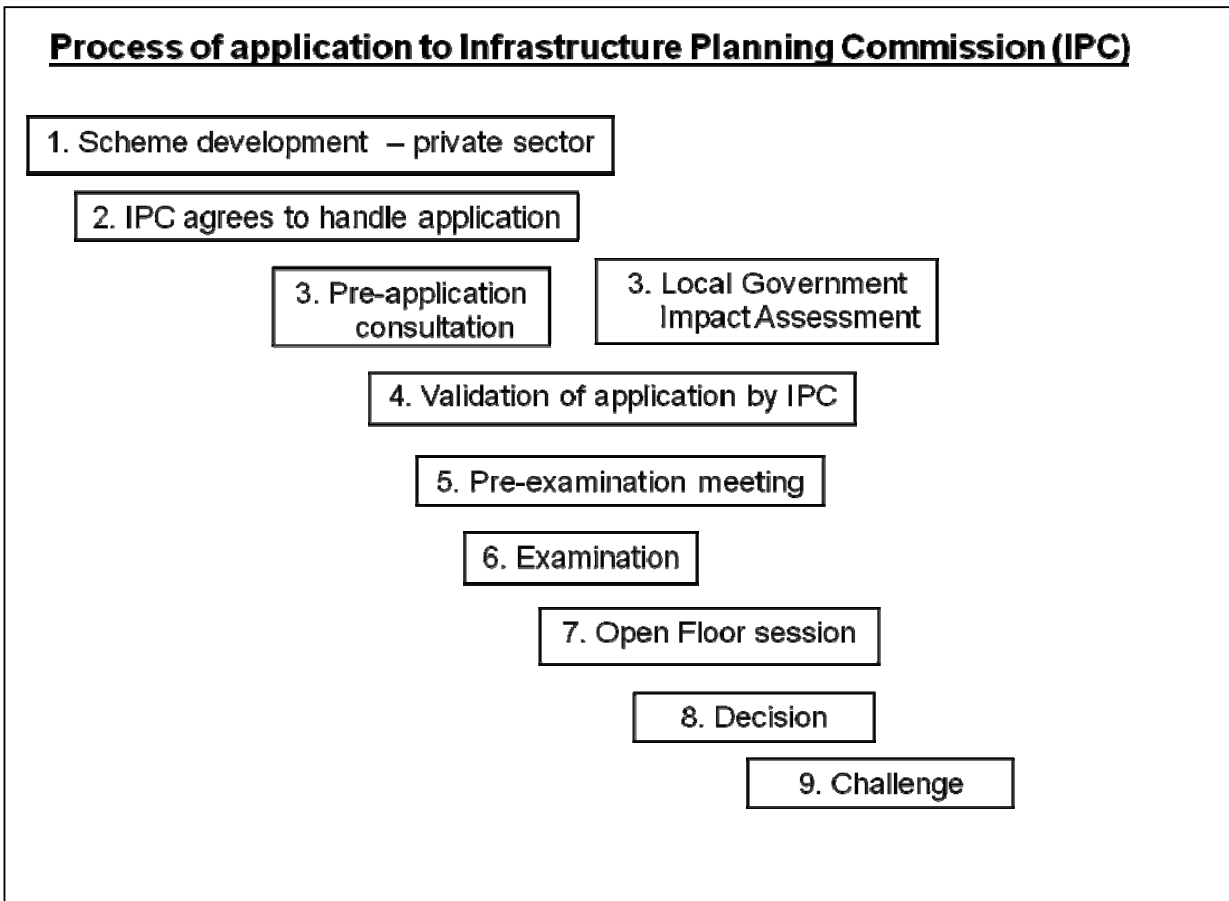 Process of application to Infrastructure Planning Commission (IPC)
1. Scheme development – private sector
2. IPC agrees to handle application
3. Pre-application
consultation
3. Local Government
Impact Assessment
4. Validation of application by IPC
5. Pre-examination meeting
6. Examination
7. Open Floor session
8. Decision
9. Challenge